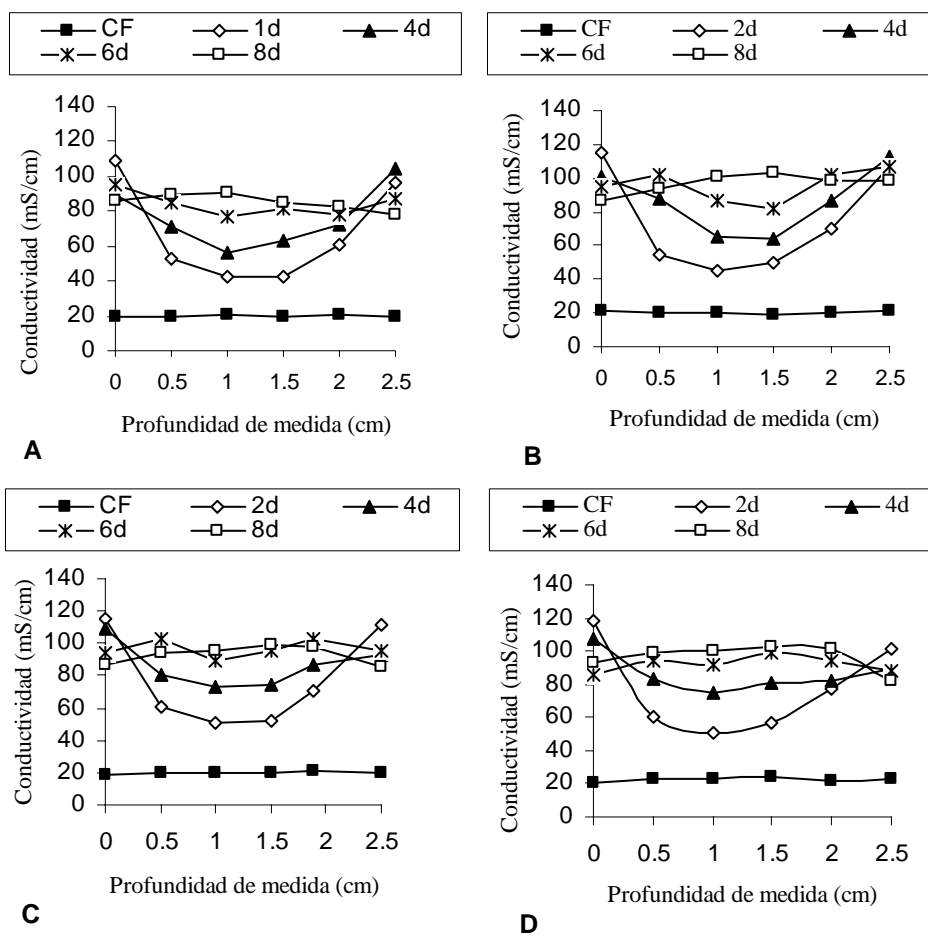 CF 1d 4d
6d 8d
Conductividad (mS/cm)
140
120
100
80
60
40
20
0
0 0.5 1 1.5 2 2.5
Profundidad de medida (cm)
A
CF 2d 4d
6d 8d
Conductividad (mS/cm)
140
120
100
80
60
40
20
0
0 0.5 1 1.5 2 2.5
Profundidad de medida (cm)
B
CF 2d 4d
6d 8d
Conductividad (mS/cm)
140
120
100
80
60
40
20
0
0 0.5 1 1.5 2 2.5
Profundidad de medida (cm)
C
CF 2d 4d
6d 8d
Conductividad (mS/cm)
140
120
100
80
60
40
20
0
0 0.5 1 1.5 2 2.5
Profundidad de medida (cm)
D